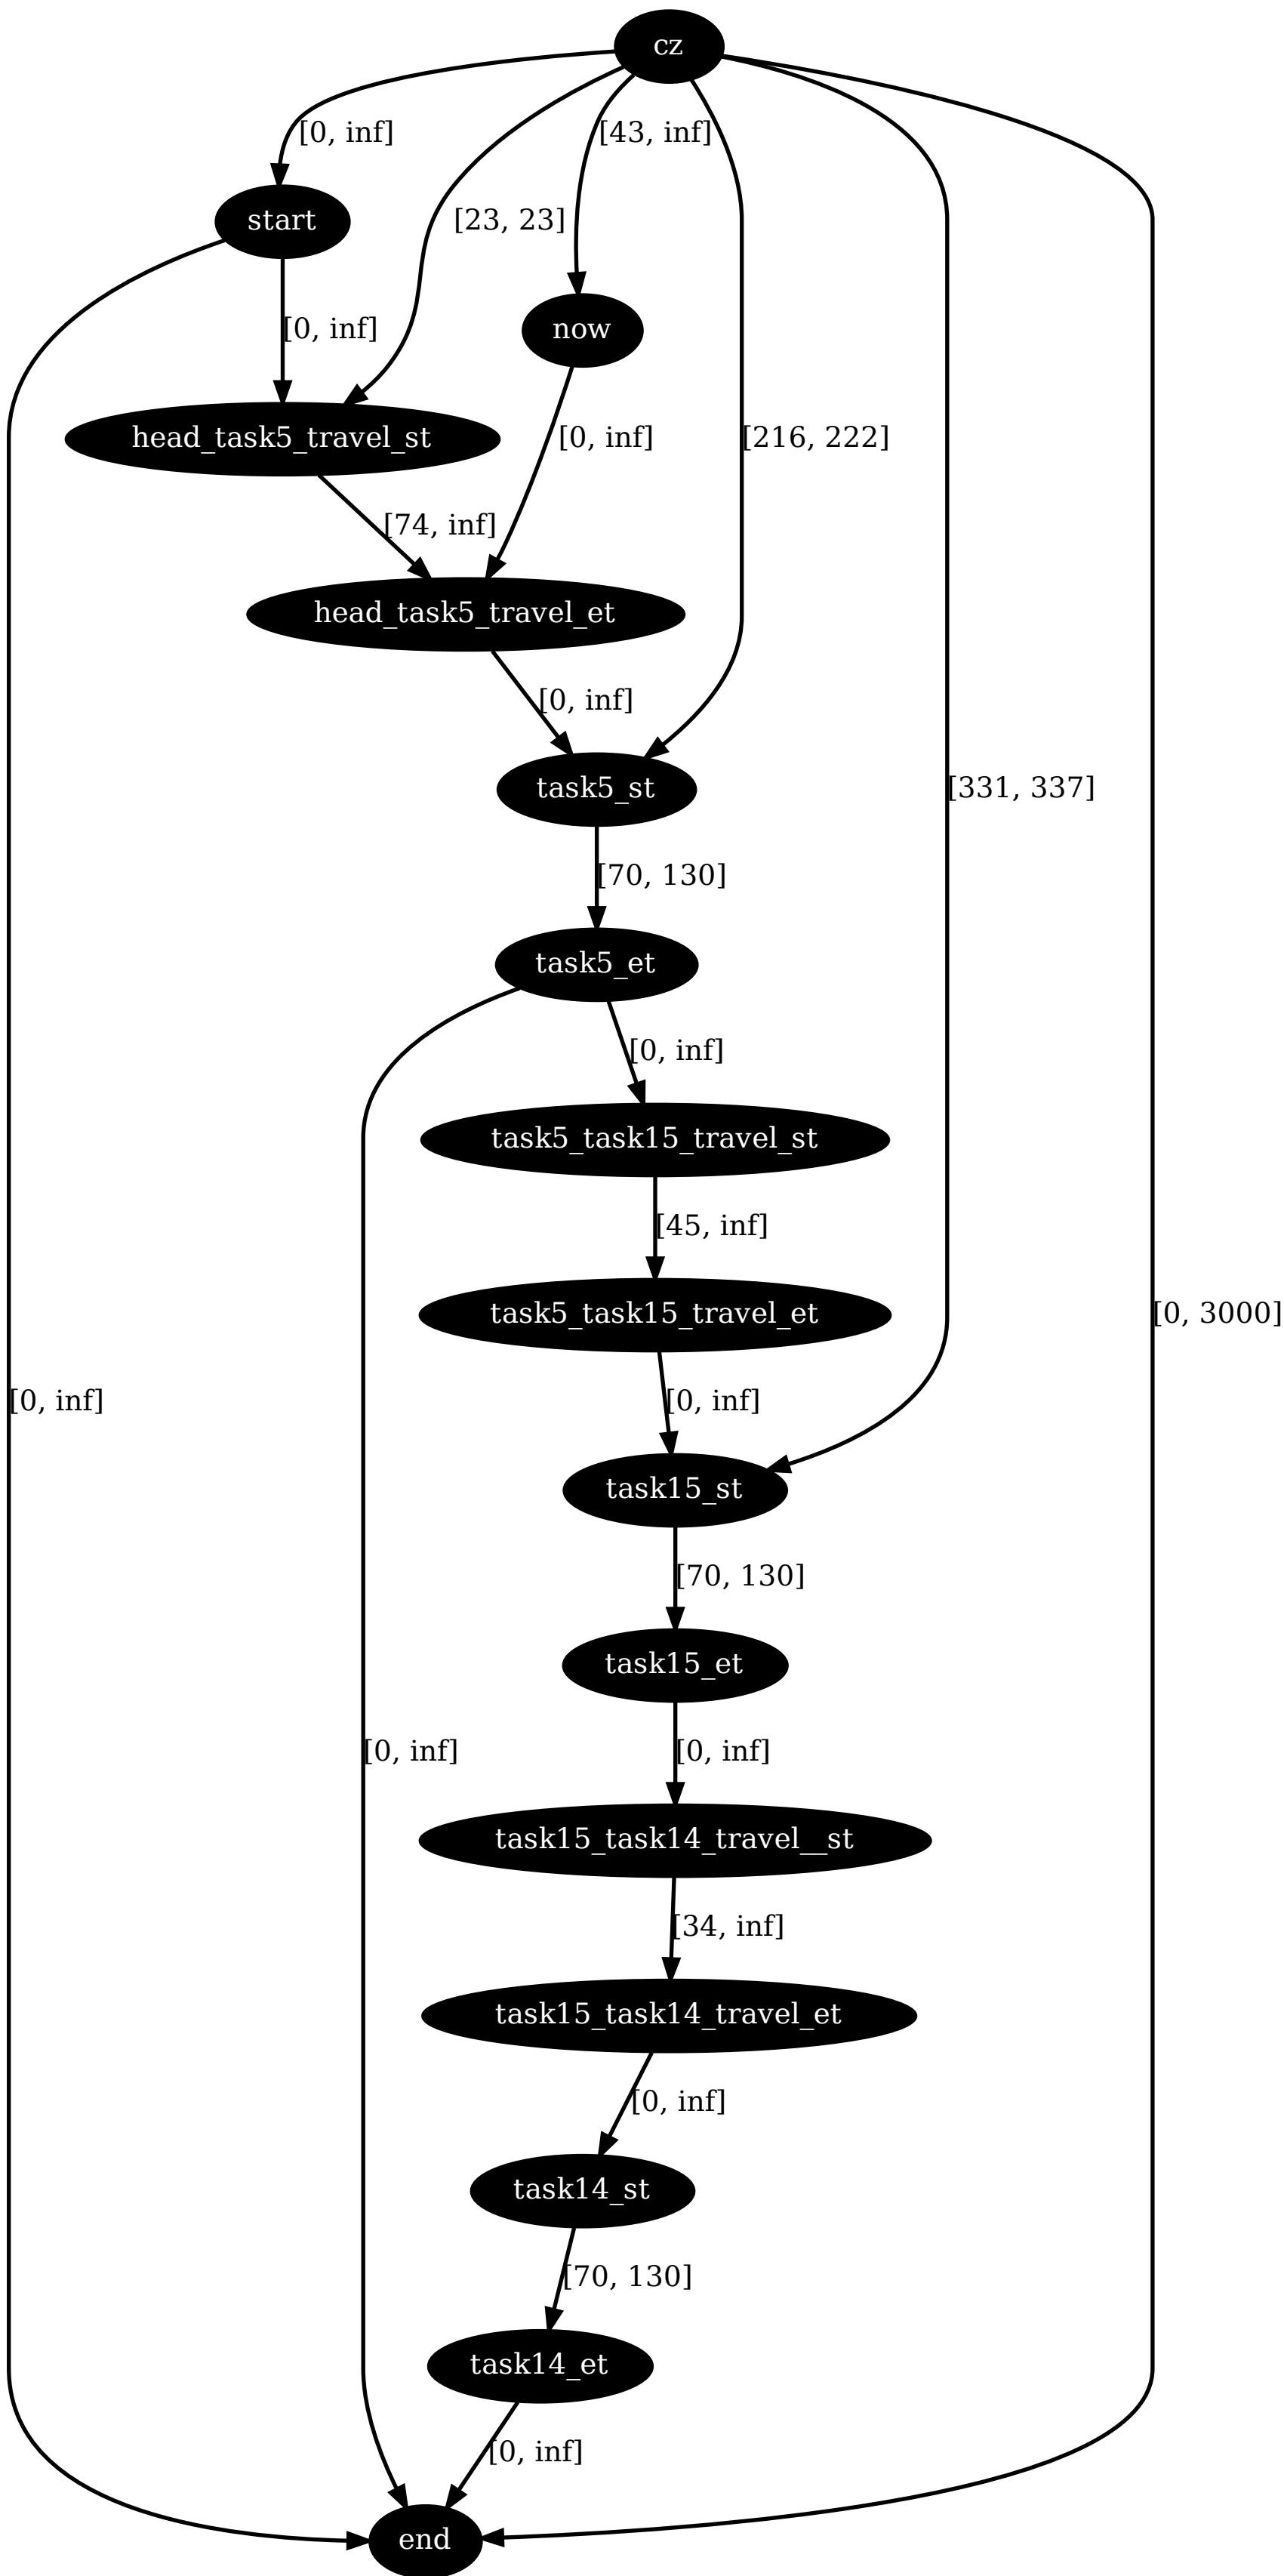 cz
[0, inf]
[43, inf]
start
[23, 23]
[0, inf]
now
head_task5_travel_st
[0, inf]
[216, 222]
[74, inf]
head_task5_travel_et
[0, inf]
task5_st
[331, 337]
[70, 130]
task5_et
[0, inf]
task5_task15_travel_st
[45, inf]
task5_task15_travel_et
[0, 3000]
[0, inf]
[0, inf]
task15_st
[70, 130]
task15_et
[0, inf]
[0, inf]
task15_task14_travel__st
[34, inf]
task15_task14_travel_et
[0, inf]
task14_st
[70, 130]
task14_et
[0, inf]
end